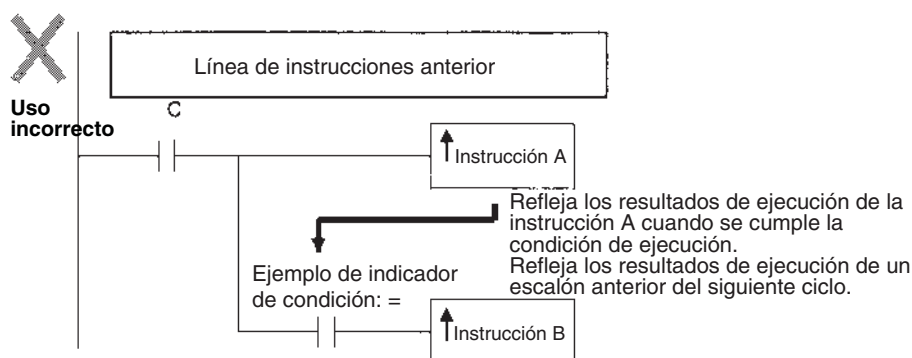 Línea de instrucciones anterior
Uso
incorrecto
C
Instrucción A
Refleja los resultados de ejecución de la
instrucción A cuando se cumple la
condición de ejecución.
Refleja los resultados de ejecución de un
escalón anterior del siguiente ciclo.
Ejemplo de indicador
de condición: =
Instrucción B